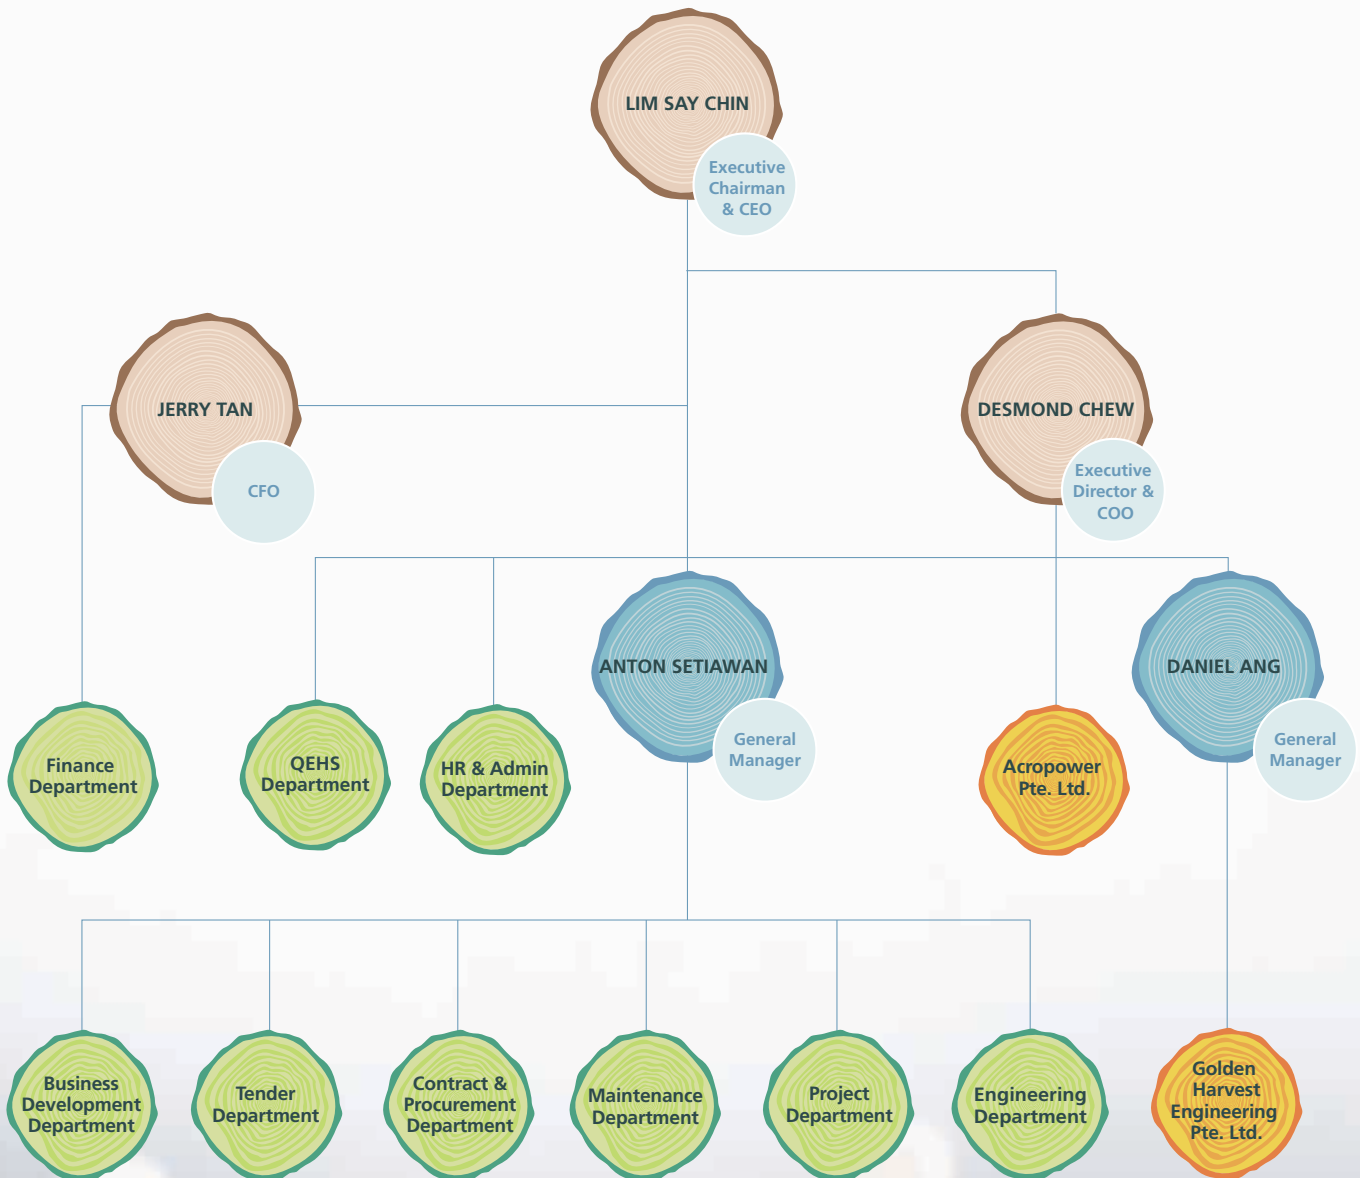 LIM SAY CHIN
Executive
Chairman
& CEO
JERRY TAN
CFO
DESMOND CHEW
Executive
Director &
COO
ANTON SETIAWAN
General
Manager
DANIEL ANG
General
Manager
Finance
Department
QEHS
Department
HR & Admin
Department
Acropower
Pte. Ltd.
Business
Development
Department
Tender
Department
Contract &
Procurement
Department
Maintenance
Department
Project
Department
Engineering
Department
Golden
Harvest
Engineering
Pte. Ltd.